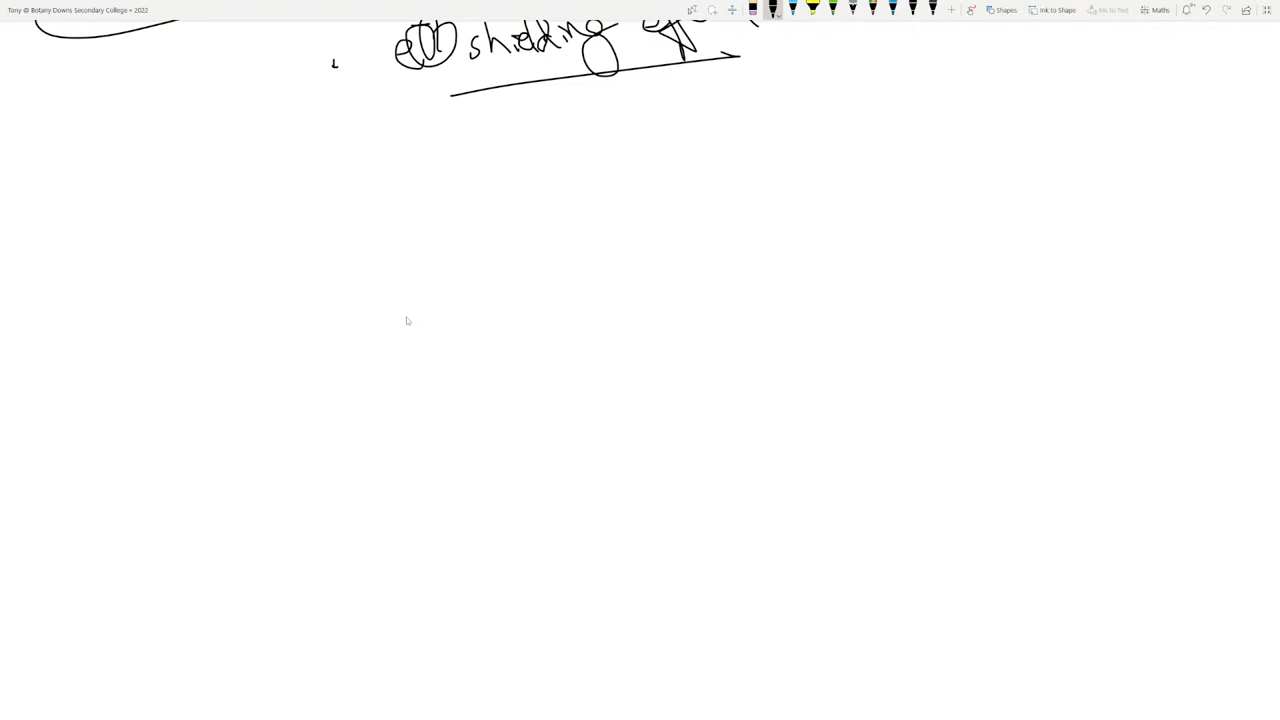 Tony @ Botany Downs Secondary College » 2022
Shapes
Ink to Shape
Ink to Text
Maths
shielding